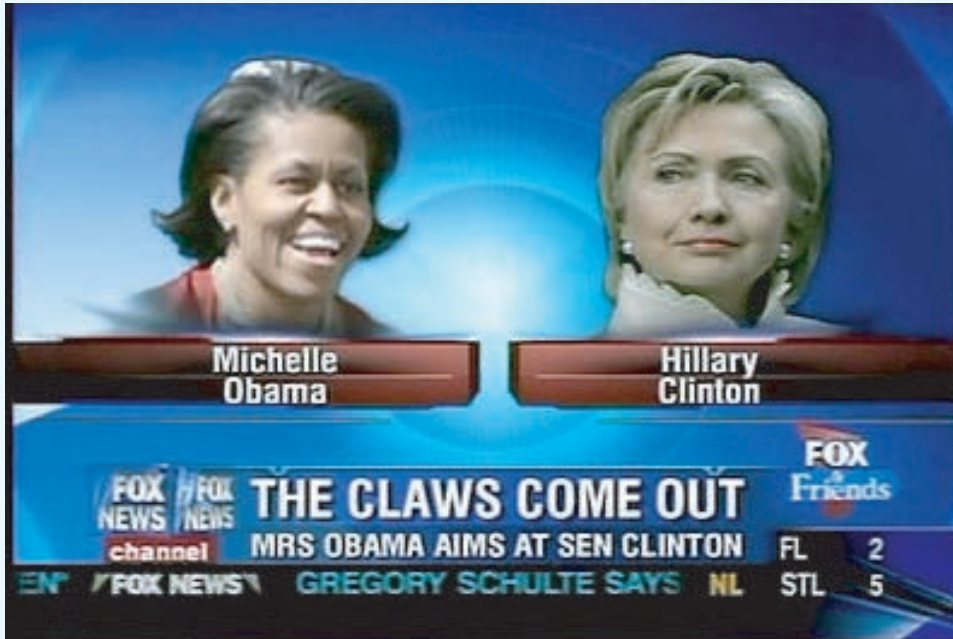 Michelle
Obama
Hillary
Clinton
FOX
&
Friends
FOX
NEWS
FOX
NEWS
channel
THE CLAWS COME OUT
MRS OBAMA AIMS AT SEN CLINTON
FL 2
EN" FOX NEWS GREGORY SCHULTE SAYS NL STL 5